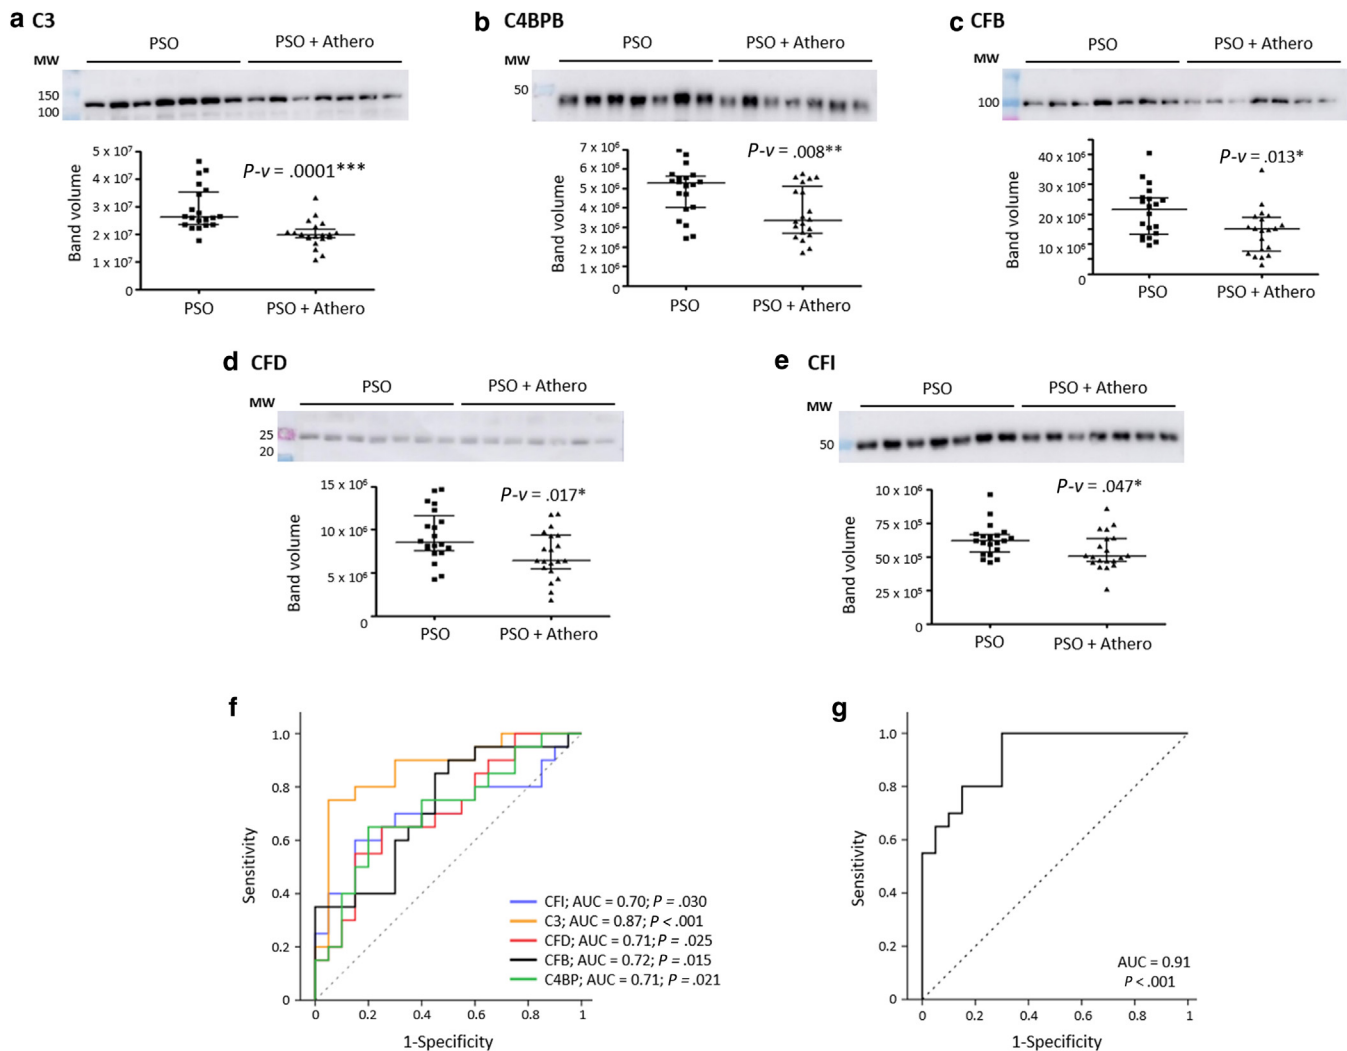 a C3
PSO PSO + Athero
MW
150
100
5 x 10⁷
4 x 10⁷
3 x 10⁷
2 x 10⁷
1 x 10⁷
0
Band volume
P-v = .0001***
PSO PSO + Athero
b C4BPB
PSO PSO + Athero
MW
50
7 x 10⁶
6 x 10⁶
5 x 10⁶
4 x 10⁶
3 x 10⁶
2 x 10⁶
1 x 10⁶
0
Band volume
P-v = .008**
PSO PSO + Athero
c CFB
PSO PSO + Athero
MW
100
40 x 10⁶
30 x 10⁶
20 x 10⁶
10 x 10⁶
0
Band volume
P-v = .013*
PSO PSO + Athero
d CFD
PSO PSO + Athero
MW
25
20
15 x 10⁶
10 x 10⁶
5 x 10⁶
0
Band volume
P-v = .017*
PSO PSO + Athero
e CFI
PSO PSO + Athero
MW
50
10 x 10⁶
75 x 10⁵
50 x 10⁵
25 x 10⁵
0
Band volume
P-v = .047*
PSO PSO + Athero
f
1.0
0.8
0.6
0.4
0.2
0
Sensitivity
CFI; AUC = 0.70; P = .030
C3; AUC = 0.87; P < .001
CFD; AUC = 0.71; P = .025
CFB; AUC = 0.72; P = .015
C4BP; AUC = 0.71; P = .021
0 0.2 0.4 0.6 0.8 1
1-Specificity
g
1.0
0.8
0.6
0.4
0.2
0
Sensitivity
AUC = 0.91
P < .001
0 0.2 0.4 0.6 0.8 1
1-Specificity